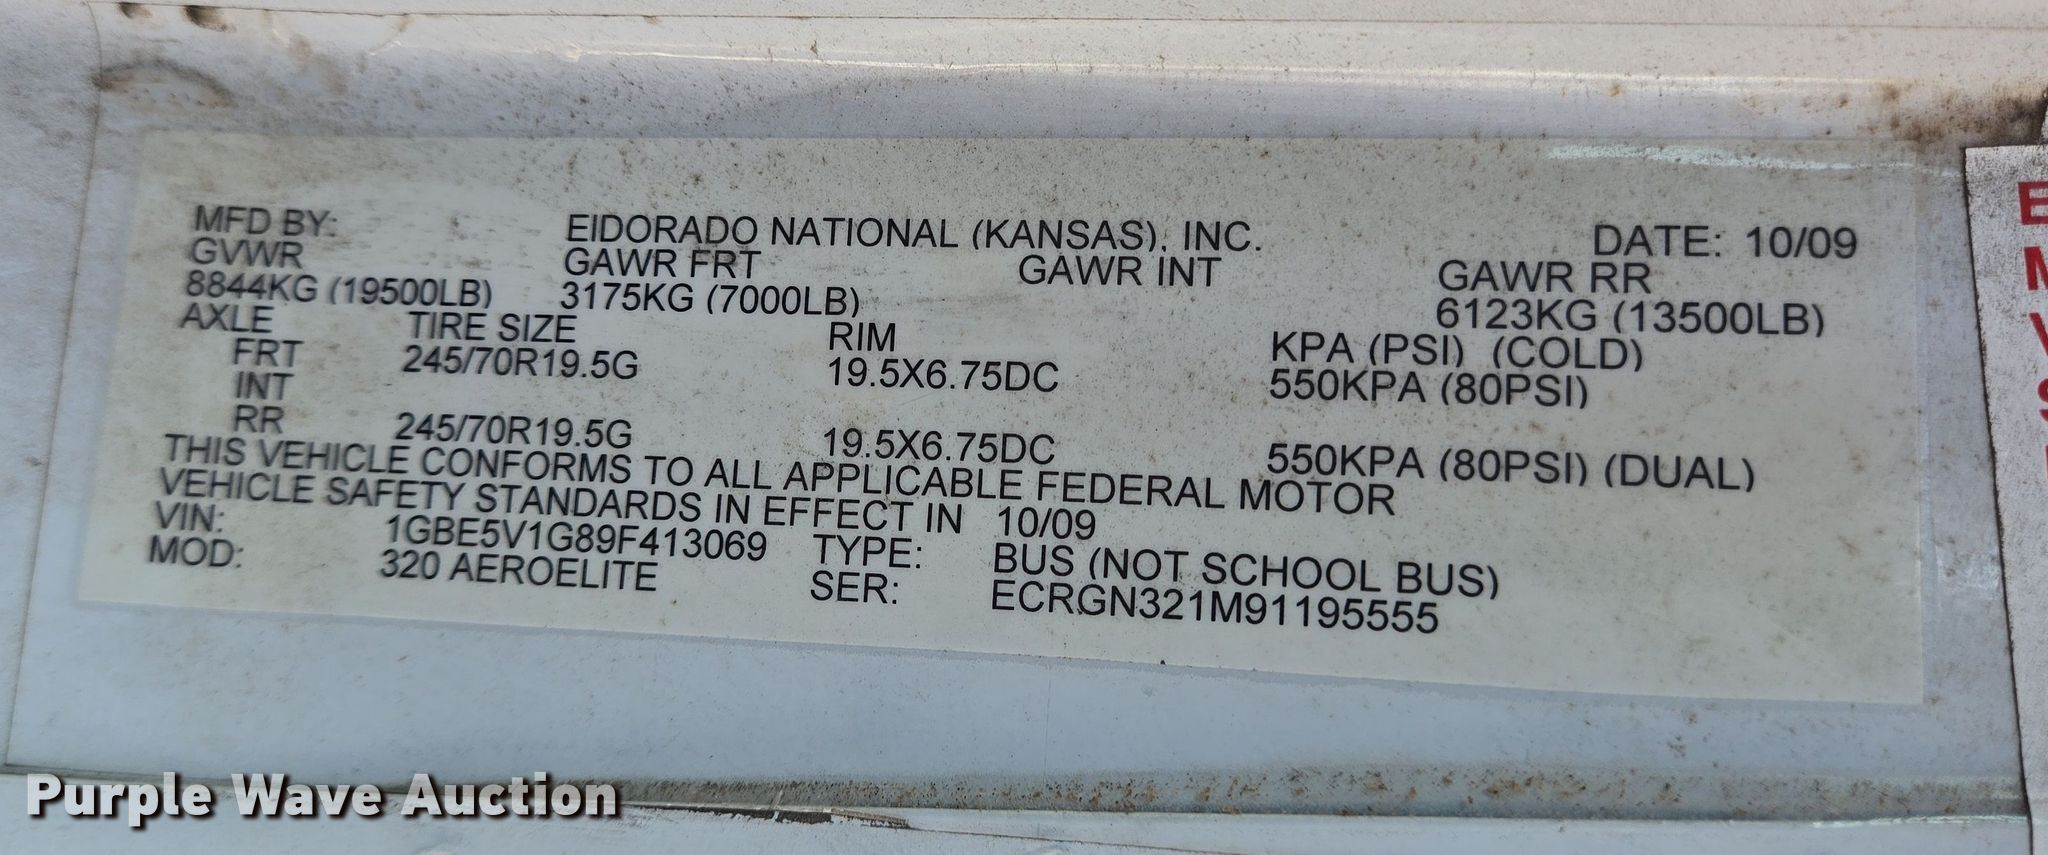 MFD BY: EIDORADO NATIONAL (KANSAS), INC. DATE: 10/09
GVWR GAWR FRT GAWR INT GAWR RR
8844KG (19500LB) 3175KG (7000LB) 6123KG (13500LB)
AXLE TIRE SIZE RIM KPA (PSI) (COLD)
FRT 245/70R19.5G 19.5X6.75DC 550KPA (80PSI)
INT
RR 245/70R19.5G 19.5X6.75DC 550KPA (80PSI) (DUAL)
THIS VEHICLE CONFORMS TO ALL APPLICABLE FEDERAL MOTOR
VEHICLE SAFETY STANDARDS IN EFFECT IN 10/09
VIN: 1GBE5V1G89F413069 TYPE: BUS (NOT SCHOOL BUS)
MOD: 320 AEROELITE SER: ECRGN321M91195555
Purple Wave Auction